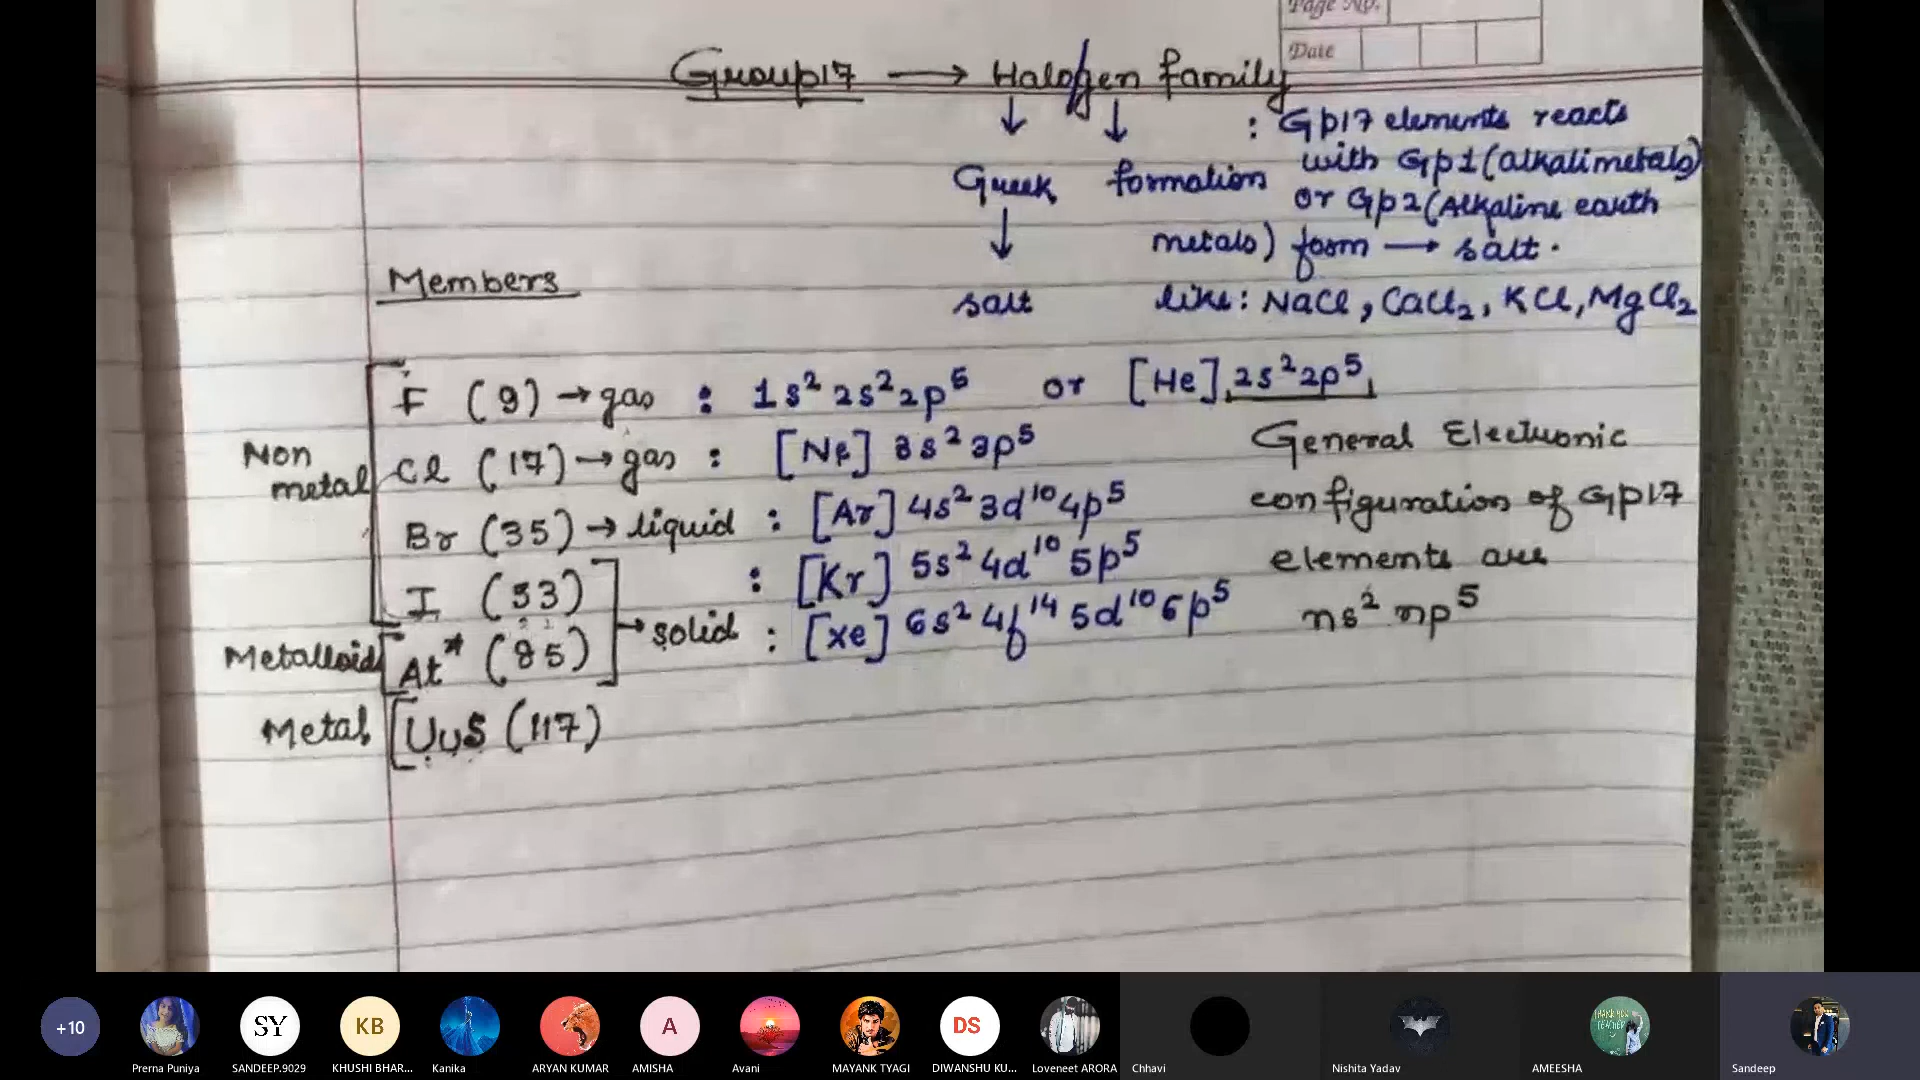 Page No.
Date
Group17 → Halogen family
↓ ↓ : Gp17 elements reacts
with Gp1 (alkalimetals)
Greek formation or Gp2 (Alkaline earth
↓ metals) form → salt.
salt like: NaCl, CaCl₂, KCl, MgCl₂
Members
F (9) → gas : 1s² 2s² 2p⁵ or [He] 2s² 2p⁵
Non metal
Cl (17) → gas : [Ne] 3s² 3p⁵
Br (35) → liquid : [Ar] 4s² 3d¹⁰ 4p⁵
I (53) : [Kr] 5s² 4d¹⁰ 5p⁵
→ solid
Metalloid At* (85) : [Xe] 6s² 4f¹⁴ 5d¹⁰ 6p⁵
Metal UuS (117)
General Electronic
configuration of Gp17
elements are
ns² np⁵
+10
SY
KB
A
DS
THANK YOU TEACHER
Prerna Puniya
SANDEEP.9029
KHUSHI BHAR...
Kanika
ARYAN KUMAR
AMISHA
Avani
MAYANK TYAGI
DIWANSHU KU...
Loveneet ARORA
Chhavi
Nishita Yadav
AMEESHA
Sandeep